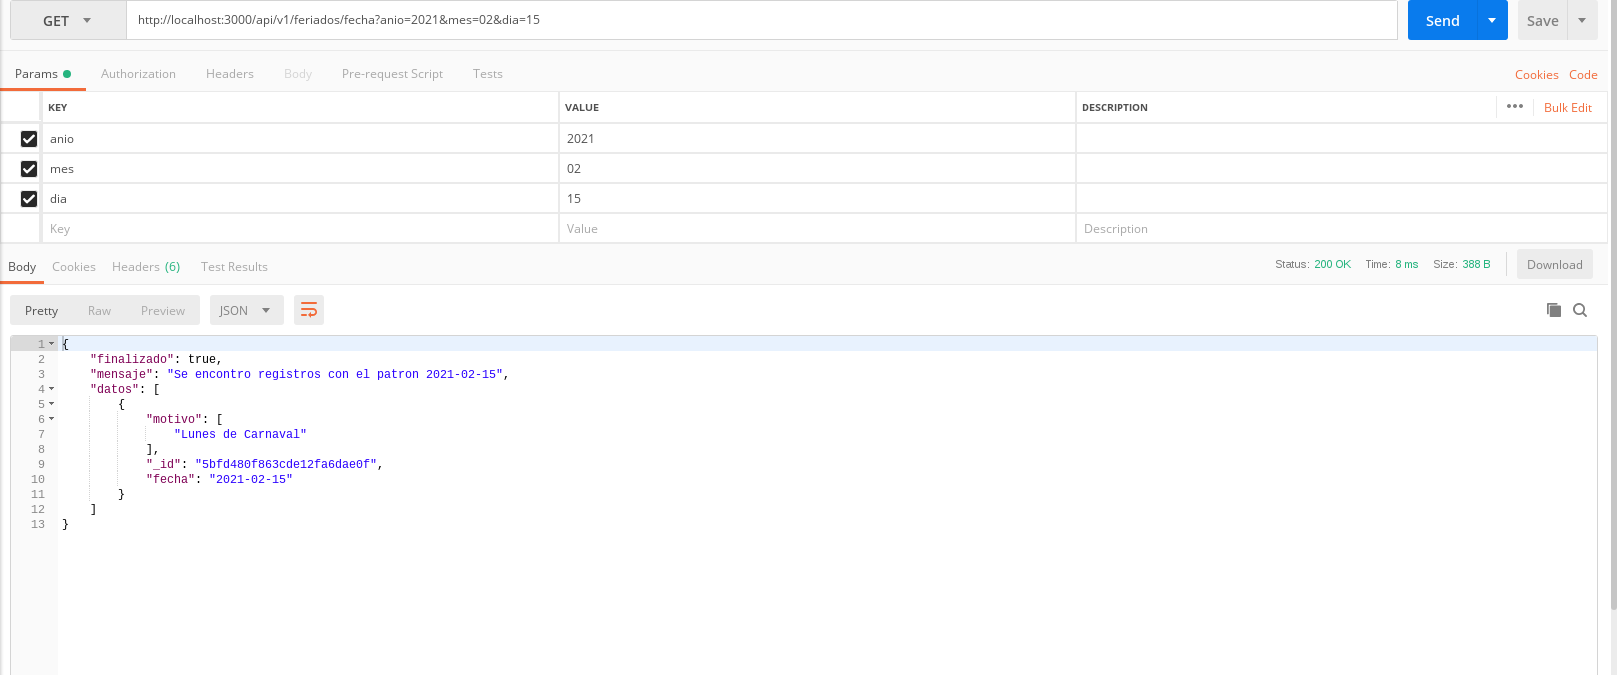 GET http://localhost:3000/api/v1/feriados/fecha?anio=2021&mes=02&dia=15 Send Save
Params Authorization Headers Body Pre-request Script Tests Cookies Code
KEY VALUE DESCRIPTION ••• Bulk Edit
anio 2021
mes 02
dia 15
Key Value Description
Body Cookies Headers (6) Test Results Status: 200 OK Time: 8 ms Size: 388 B Download
Pretty Raw Preview JSON
1 {
2 "finalizado": true,
3 "mensaje": "Se encontro registros con el patron 2021-02-15",
4 "datos": [
5 {
6 "motivo": [
7 "Lunes de Carnaval"
8 ],
9 "_id": "5bfd480f863cde12fa6dae0f",
10 "fecha": "2021-02-15"
11 }
12 ]
13 }